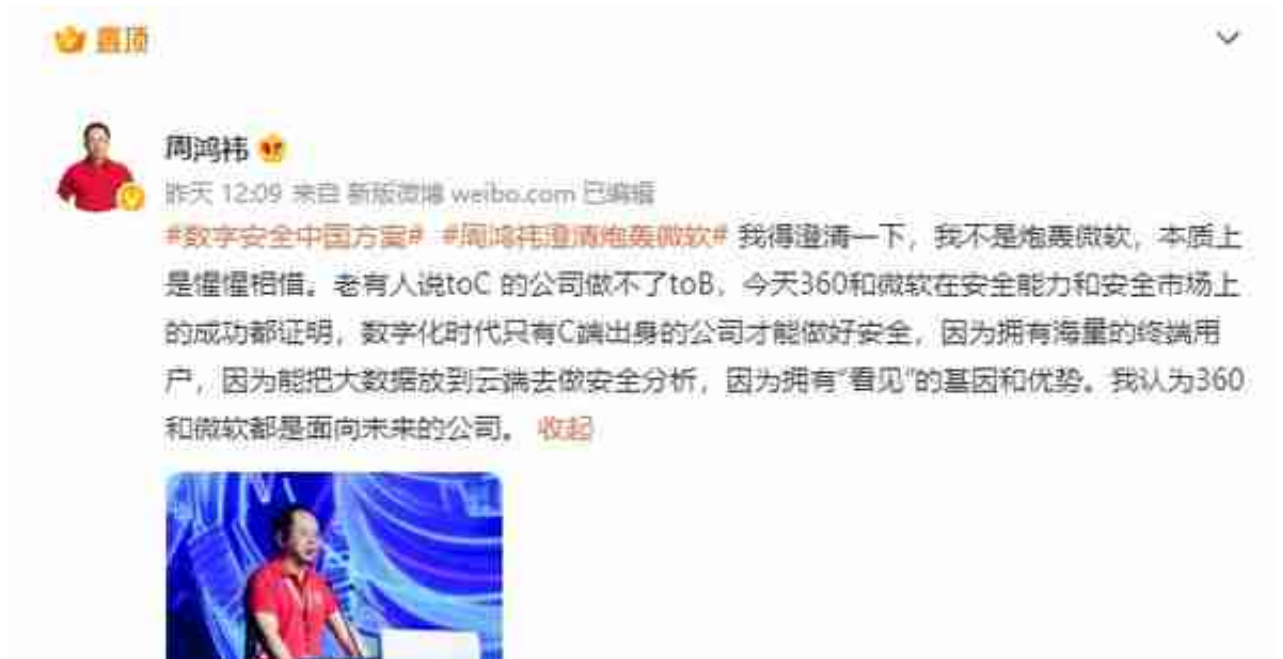 置顶
周鸿祎
昨天 12:09 来自 新版微博 weibo.com 已编辑
#数字安全中国方案# #周鸿祎澄清炮轰微软# 我得澄清一下，我不是炮轰微软，本质上
是惺惺相惜。老有人说toC 的公司做不了toB，今天360和微软在安全能力和安全市场上
的成功都证明，数字化时代只有C端出身的公司才能做好安全，因为拥有海量的终端用
户，因为能把大数据放到云端去做安全分析，因为拥有“看见”的基因和优势。我认为360
和微软都是面向未来的公司。 收起